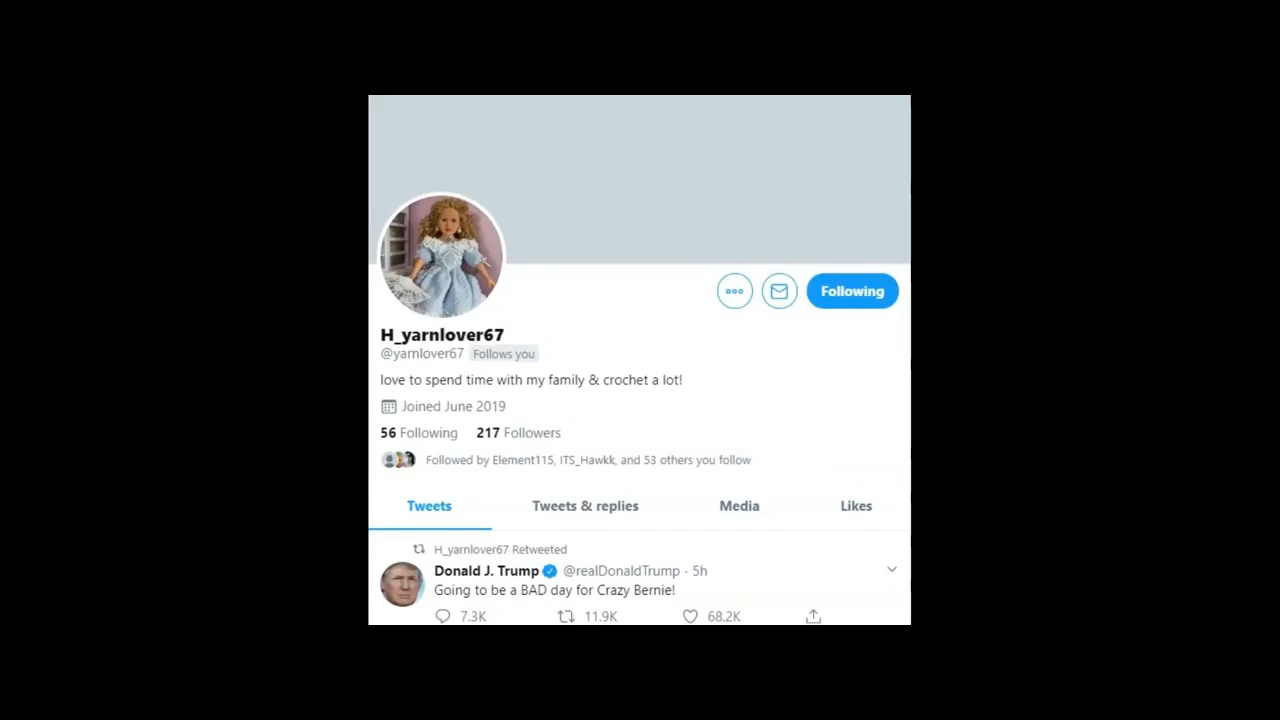 Following
H_yarnlover67
@yarnlover67 Follows you
love to spend time with my family & crochet a lot!
Joined June 2019
56 Following 217 Followers
Followed by Element115, ITS_Hawkk, and 53 others you follow
Tweets Tweets & replies Media Likes
H_yarnlover67 Retweeted
Donald J. Trump @realDonaldTrump · 5h
Going to be a BAD day for Crazy Bernie!
7.3K 11.9K 68.2K